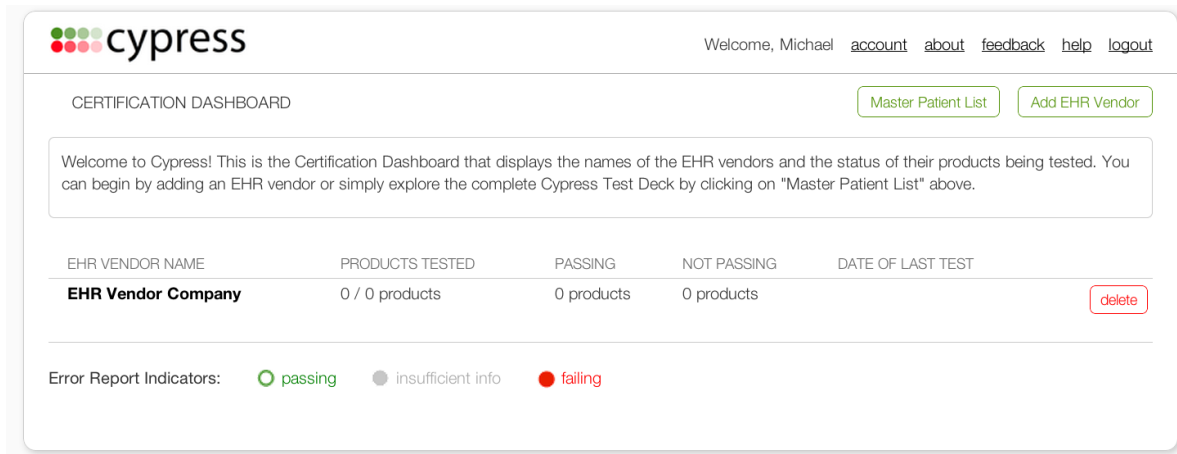 cypress
Welcome, Michael account about feedback help logout
CERTIFICATION DASHBOARD Master Patient List Add EHR Vendor
Welcome to Cypress! This is the Certification Dashboard that displays the names of the EHR vendors and the status of their products being tested. You
can begin by adding an EHR vendor or simply explore the complete Cypress Test Deck by clicking on "Master Patient List" above.
EHR VENDOR NAME PRODUCTS TESTED PASSING NOT PASSING DATE OF LAST TEST
EHR Vendor Company 0 / 0 products 0 products 0 products delete
Error Report Indicators: passing insufficient info failing